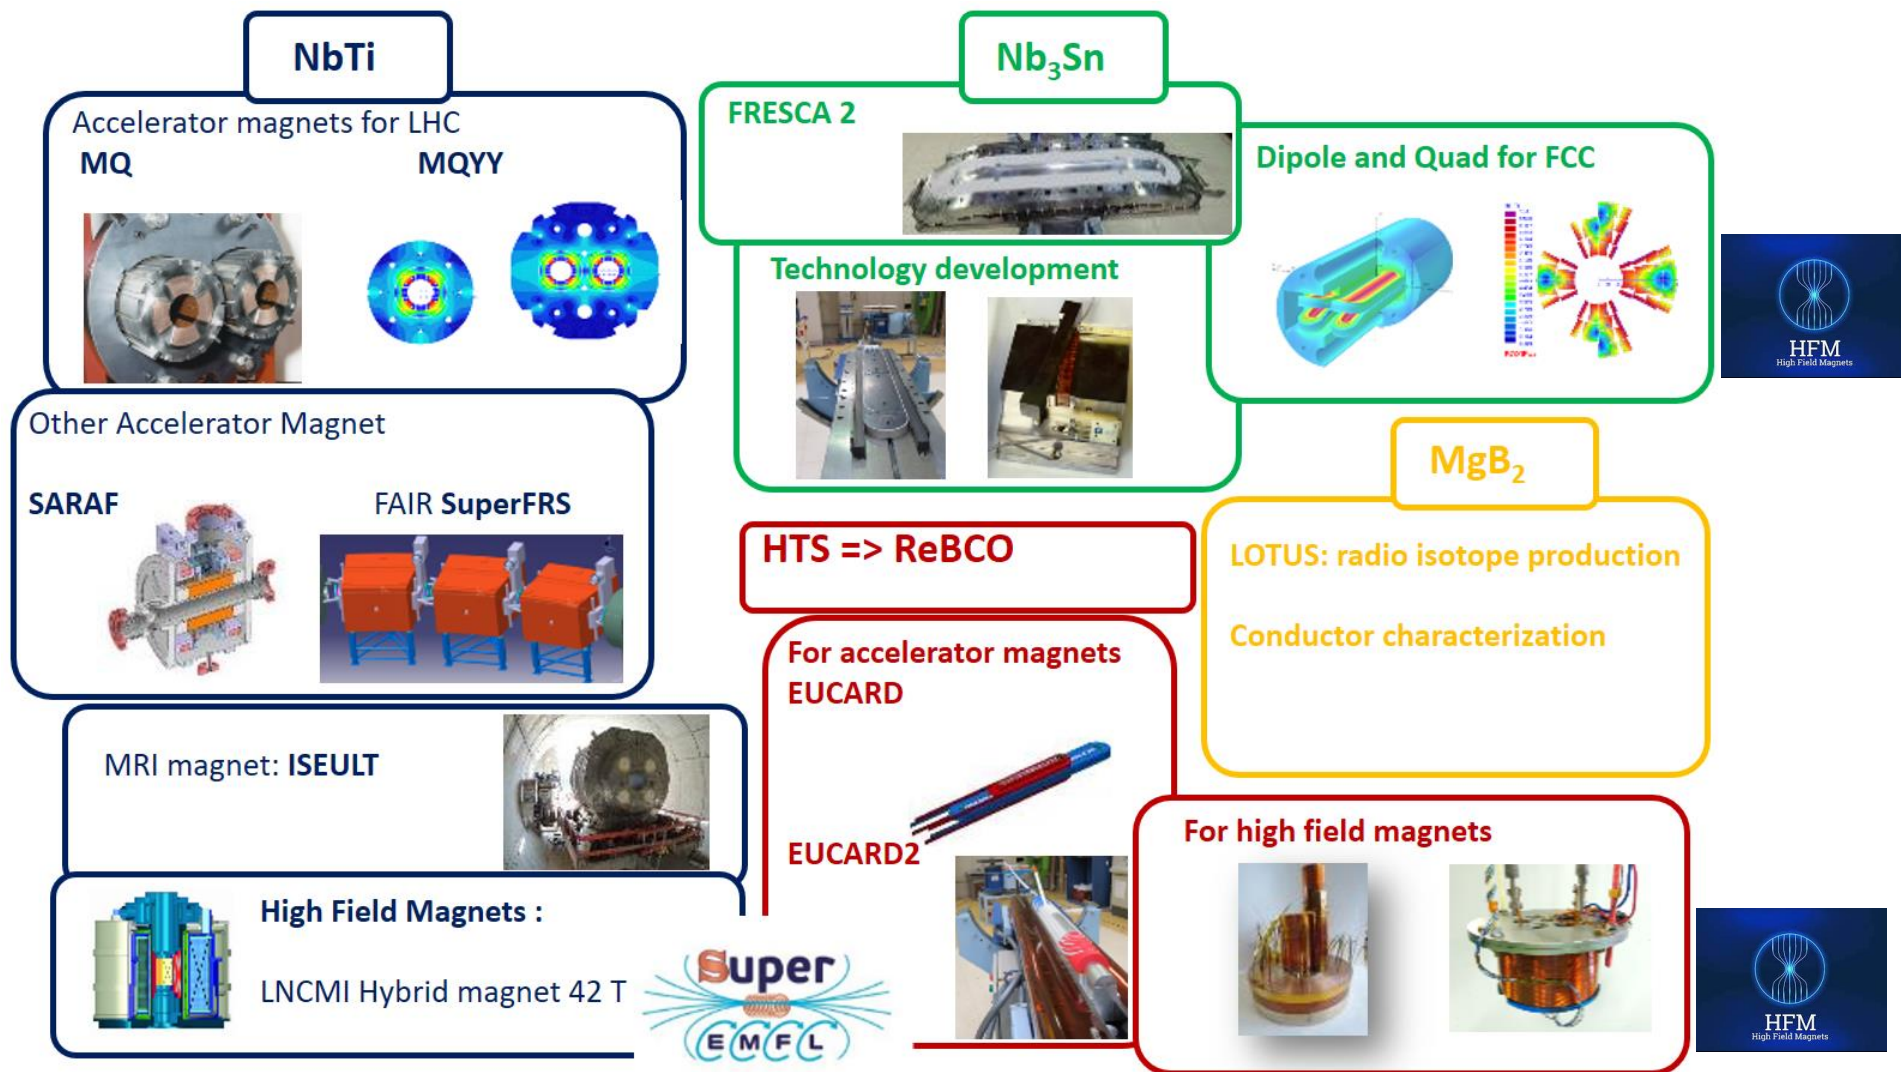 NbTi
Accelerator magnets for LHC
MQ
MQYY
Other Accelerator Magnet
SARAF
FAIR SuperFRS
MRI magnet: ISEULT
High Field Magnets :
LNCMI Hybrid magnet 42 T
Super
EMFL
Nb₃Sn
FRESCA 2
Technology development
Dipole and Quad for FCC
HFM
High Field Magnets
HTS => ReBCO
For accelerator magnets
EUCARD
EUCARD2
For high field magnets
MgB₂
LOTUS: radio isotope production
Conductor characterization
HFM
High Field Magnets